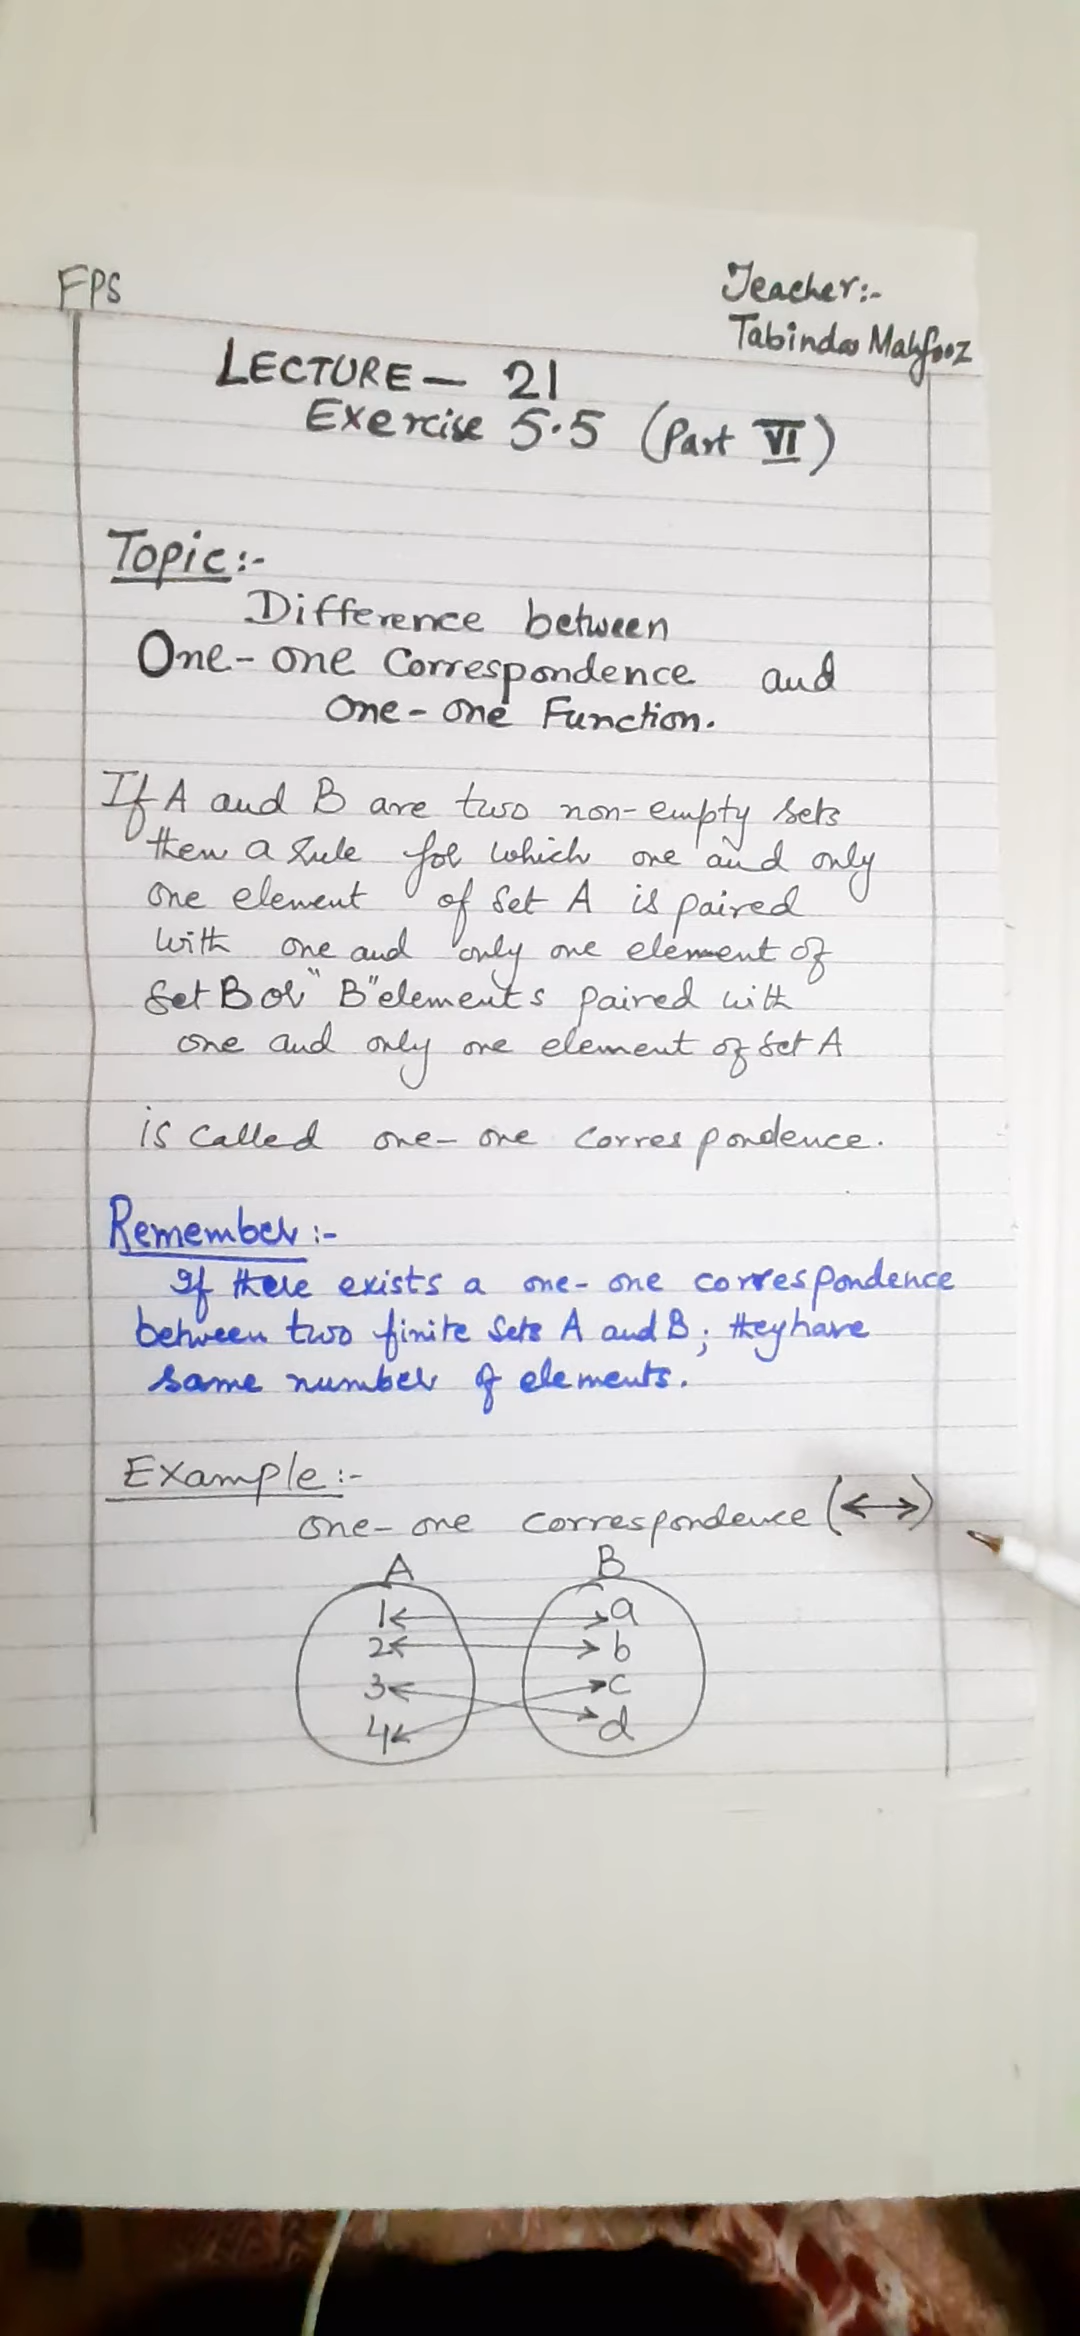 FPS
Teacher:-
Tabinda Mahfooz
LECTURE — 21
Exercise 5.5 (Part VI)
Topic:-
Difference between
One-one Correspondence and
One-one Function.
If A and B are two non-empty sets
then a rule for which one and only
one element of set A is paired
with one and only one element of
Set B or "B" elements paired with
one and only one element of set A
is Called one-one Correspondence.
Remember:-
If there exists a one-one correspondence
between two finite sets A and B; they have
same number of elements.
Example:-
one-one correspondence (↔)
A B
1 a
2 b
3 c
4 d